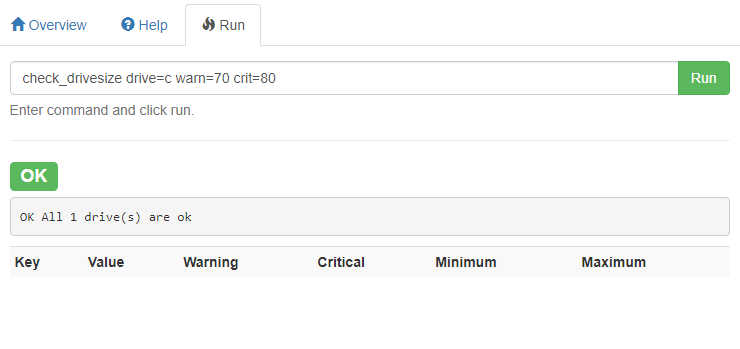 Overview Help Run
check_drivesize drive=c warn=70 crit=80 Run
Enter command and click run.
OK
OK All 1 drive(s) are ok
Key Value Warning Critical Minimum Maximum